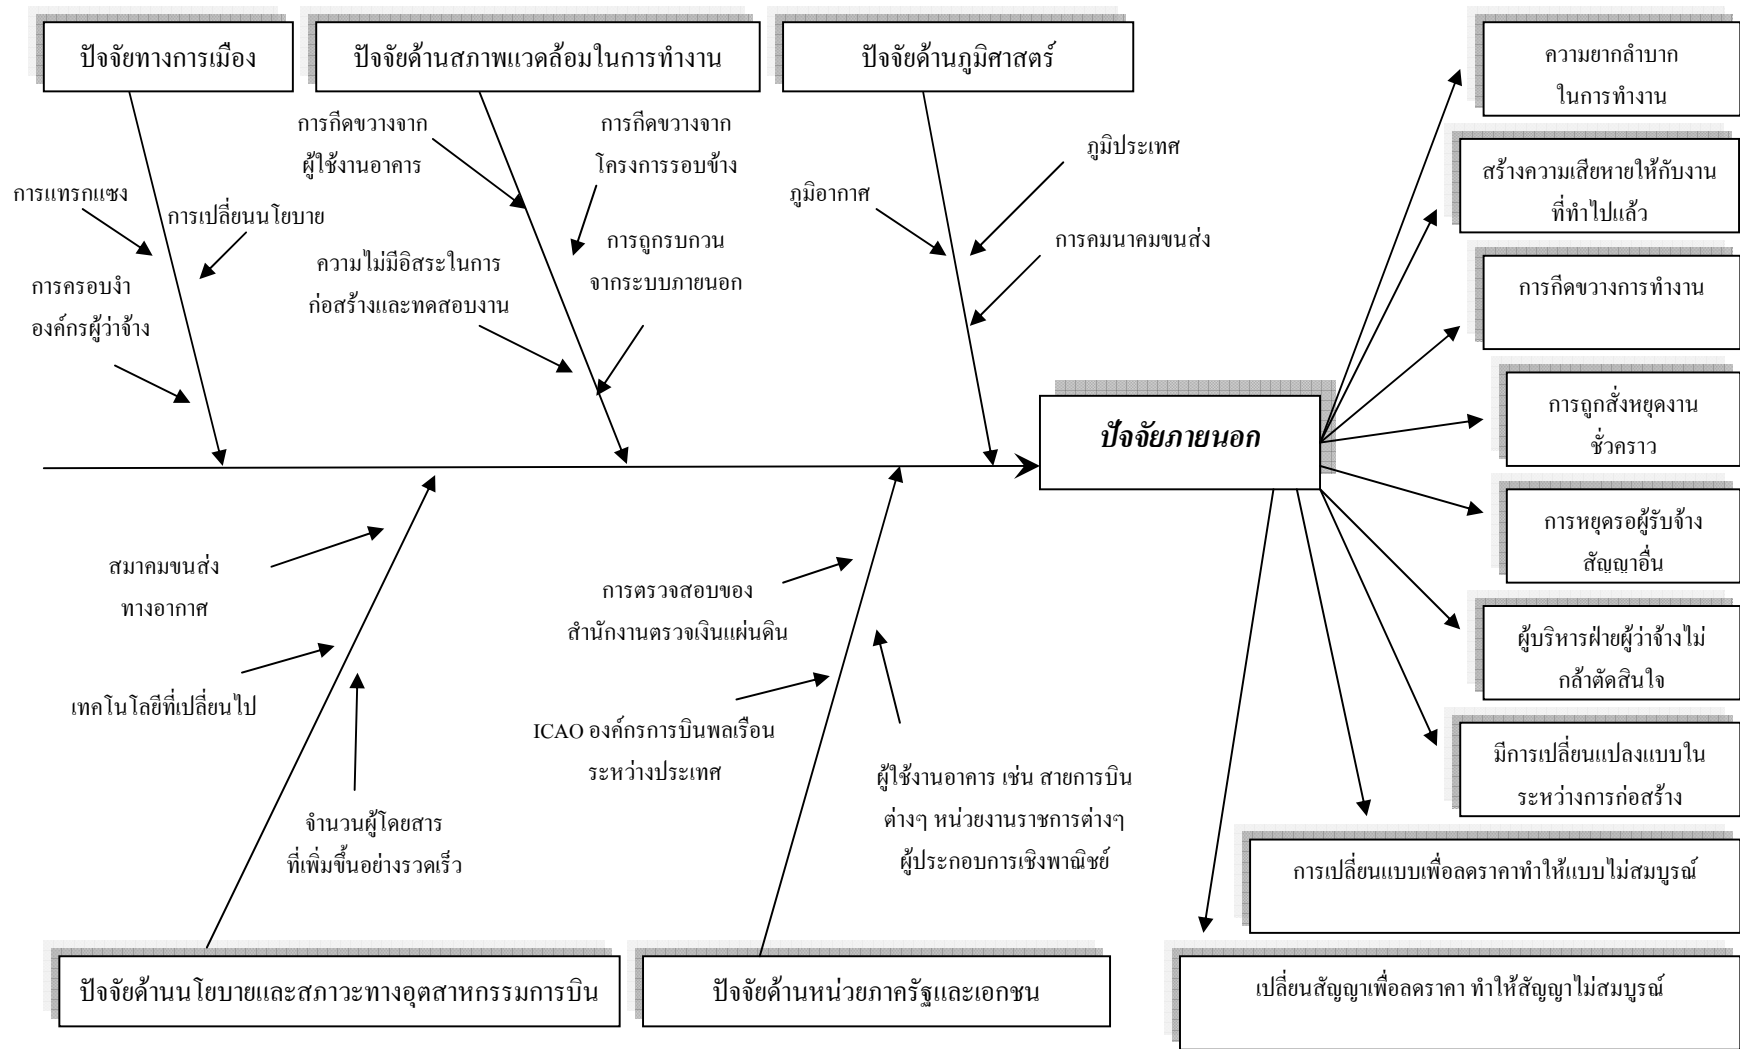 ปัจจัยทางการเมือง
ปัจจัยด้านสภาพแวดล้อมในการทำงาน
ปัจจัยด้านภูมิศาสตร์
การแทรกแซง
การเปลี่ยนนโยบาย
การครอบงำ
องค์กรผู้ว่าจ้าง
การกีดขวางจาก
ผู้ใช้งานอาคาร
การกีดขวางจาก
โครงการรอบข้าง
ความไม่มีอิสระในการ
ก่อสร้างและทดสอบงาน
การถูกรบกวน
จากระบบภายนอก
ภูมิอากาศ
ภูมิประเทศ
การคมนาคมขนส่ง
ปัจจัยภายนอก
สมาคมขนส่ง
ทางอากาศ
เทคโนโลยีที่เปลี่ยนไป
จำนวนผู้โดยสาร
ที่เพิ่มขึ้นอย่างรวดเร็ว
การตรวจสอบของ
สำนักงานตรวจเงินแผ่นดิน
ICAO องค์กรการบินพลเรือน
ระหว่างประเทศ
ผู้ใช้งานอาคาร เช่น สายการบิน
ต่างๆ หน่วยงานราชการต่างๆ
ผู้ประกอบการเชิงพาณิชย์
ปัจจัยด้านนโยบายและสภาวะทางอุตสาหกรรมการบิน
ปัจจัยด้านหน่วยภาครัฐและเอกชน
ความยากลำบาก
ในการทำงาน
สร้างความเสียหายให้กับงาน
ที่ทำไปแล้ว
การกีดขวางการทำงาน
การถูกสั่งหยุดงาน
ชั่วคราว
การหยุดรอผู้รับจ้าง
สัญญาอื่น
ผู้บริหารฝ่ายผู้ว่าจ้างไม่
กล้าตัดสินใจ
มีการเปลี่ยนแปลงแบบใน
ระหว่างการก่อสร้าง
การเปลี่ยนแบบเพื่อลดราคาทำให้แบบไม่สมบูรณ์
เปลี่ยนสัญญาเพื่อลดราคา ทำให้สัญญาไม่สมบูรณ์